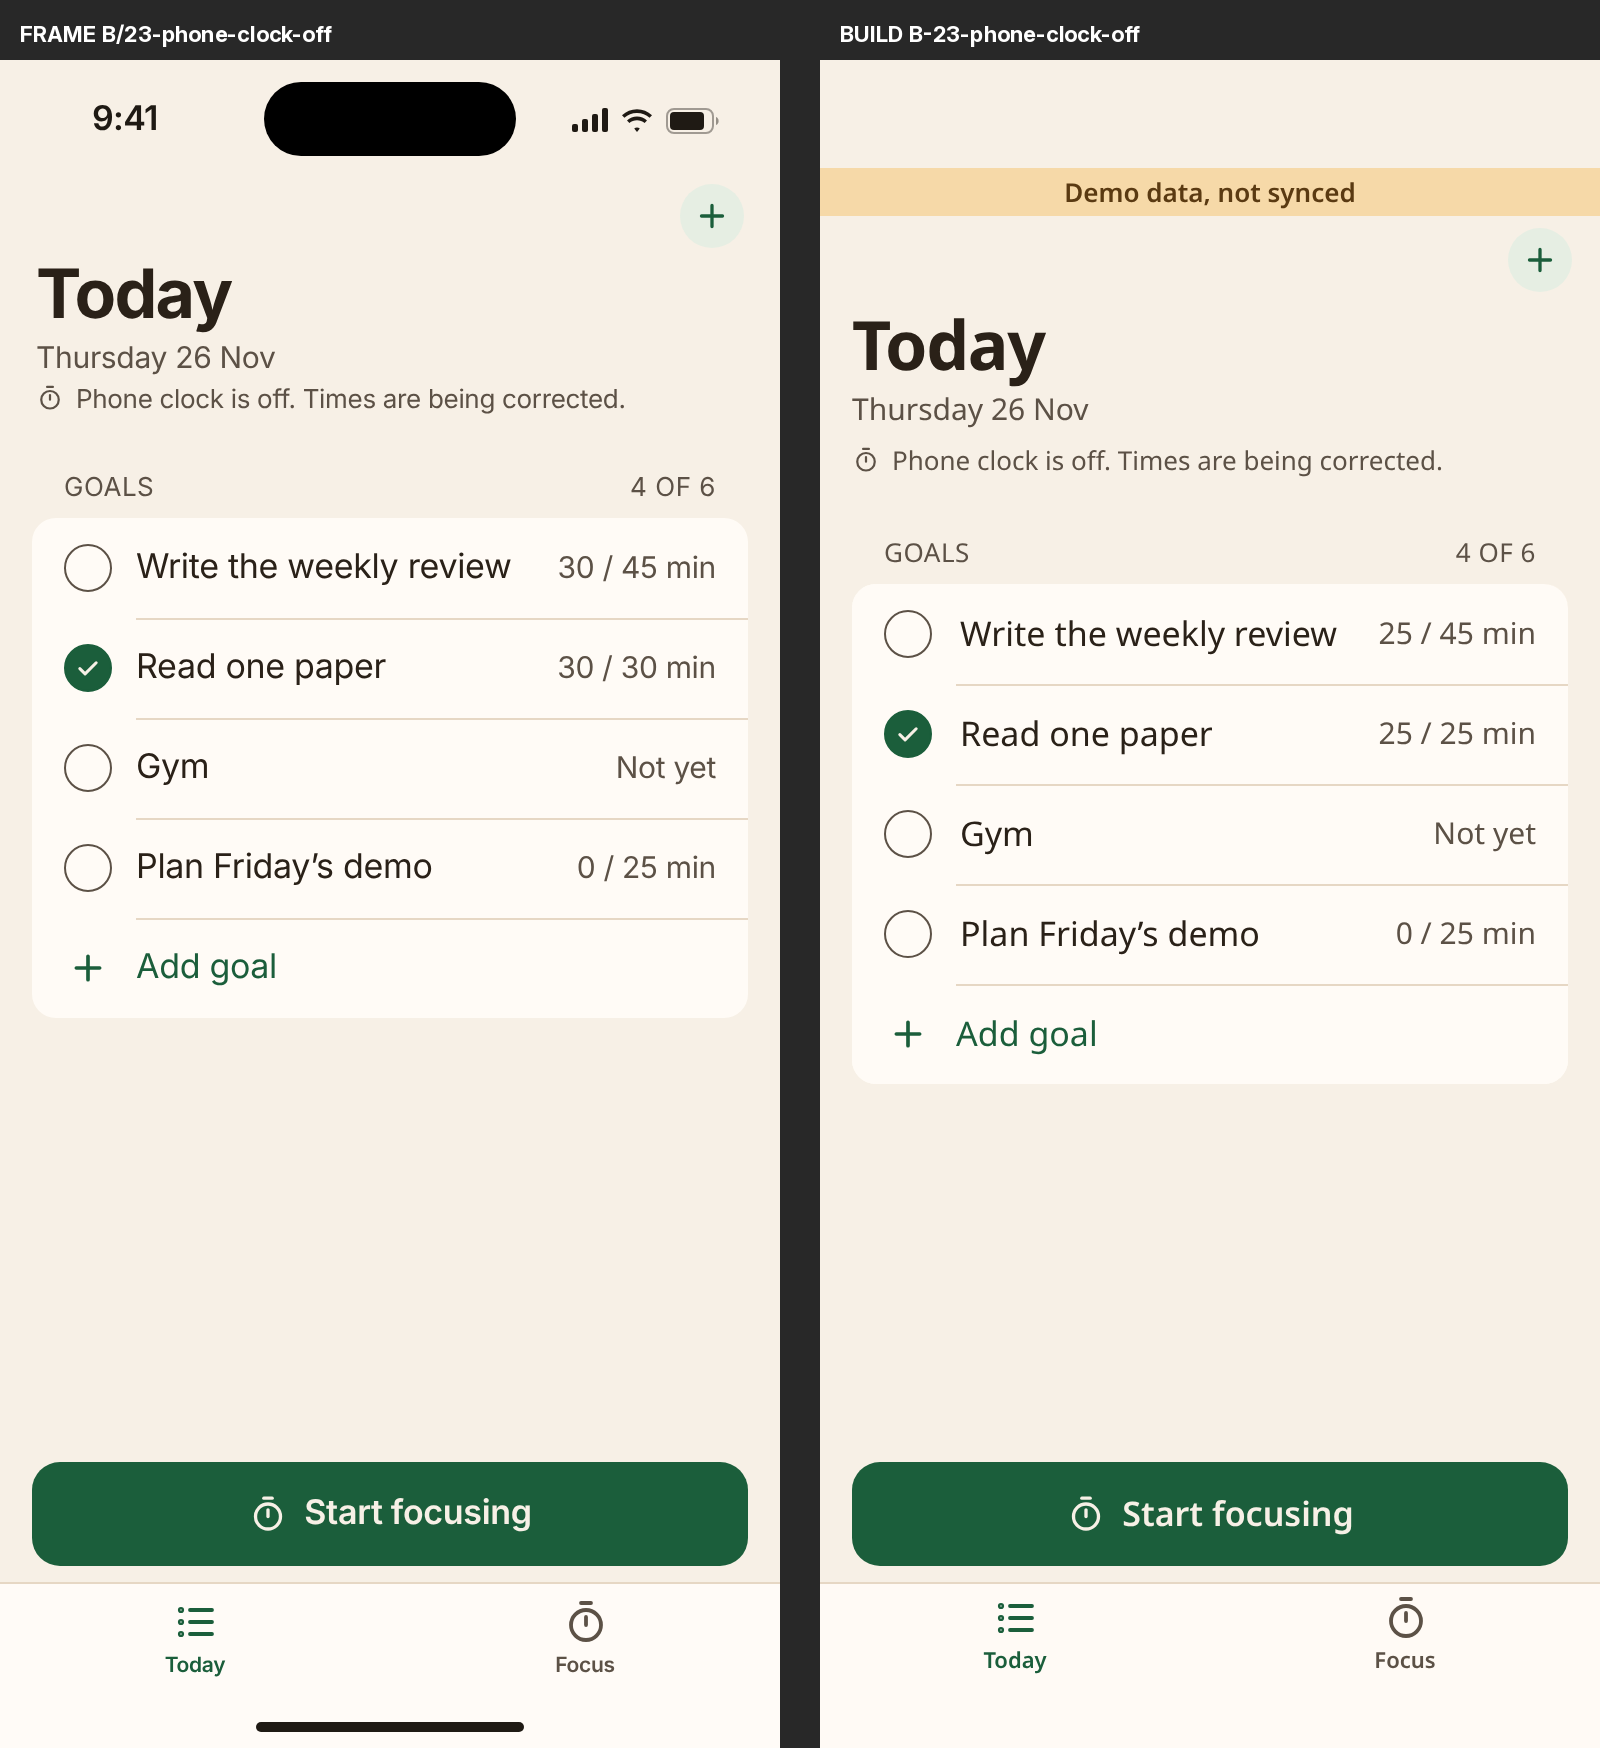 FRAME B/23-phone-clock-off
9:41
Today
Thursday 26 Nov
Phone clock is off. Times are being corrected.
GOALS 4 OF 6
Write the weekly review 30 / 45 min
Read one paper 30 / 30 min
Gym Not yet
Plan Friday’s demo 0 / 25 min
Add goal
Start focusing
Today Focus
BUILD B-23-phone-clock-off
Demo data, not synced
Today
Thursday 26 Nov
Phone clock is off. Times are being corrected.
GOALS 4 OF 6
Write the weekly review 25 / 45 min
Read one paper 25 / 25 min
Gym Not yet
Plan Friday’s demo 0 / 25 min
Add goal
Start focusing
Today Focus